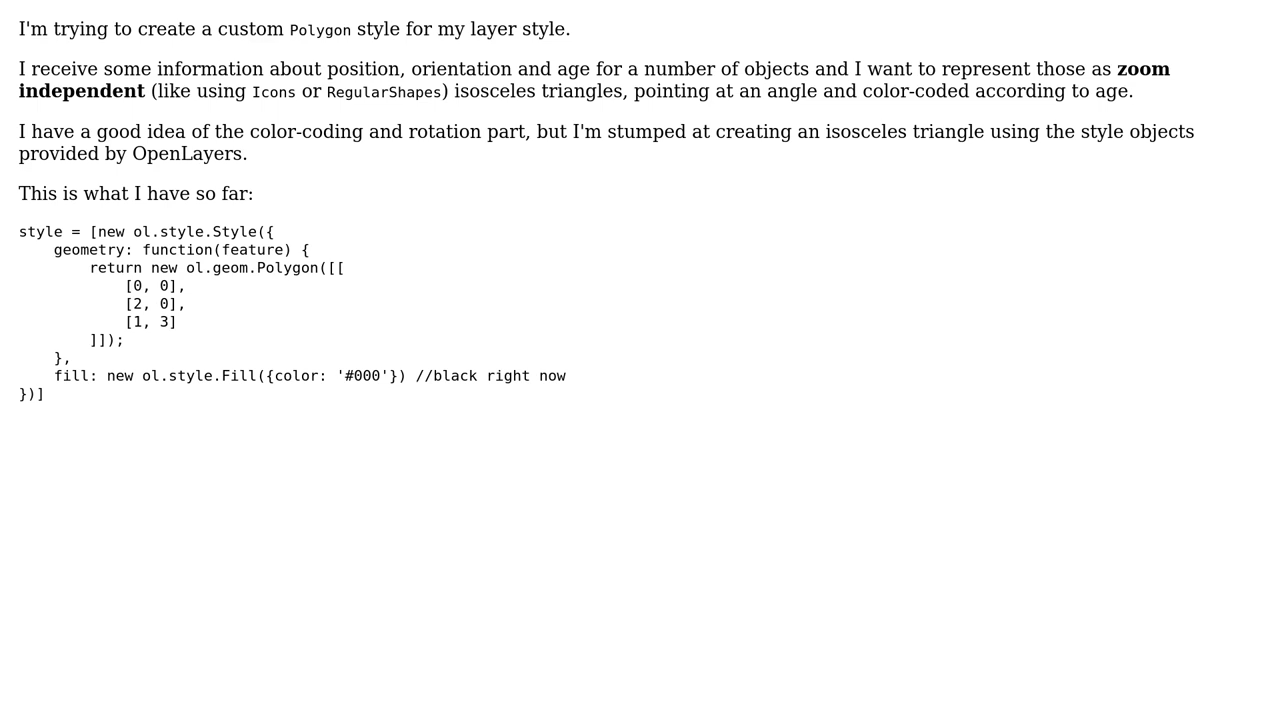 I'm trying to create a custom Polygon style for my layer style.
I receive some information about position, orientation and age for a number of objects and I want to represent those as zoom
independent (like using Icons or RegularShapes) isosceles triangles, pointing at an angle and color-coded according to age.
I have a good idea of the color-coding and rotation part, but I'm stumped at creating an isosceles triangle using the style objects
provided by OpenLayers.
This is what I have so far:
style = [new ol.style.Style({
    geometry: function(feature) {
        return new ol.geom.Polygon([[
            [0, 0],
            [2, 0],
            [1, 3]
        ]]);
    },
    fill: new ol.style.Fill({color: '#000'}) //black right now
})]